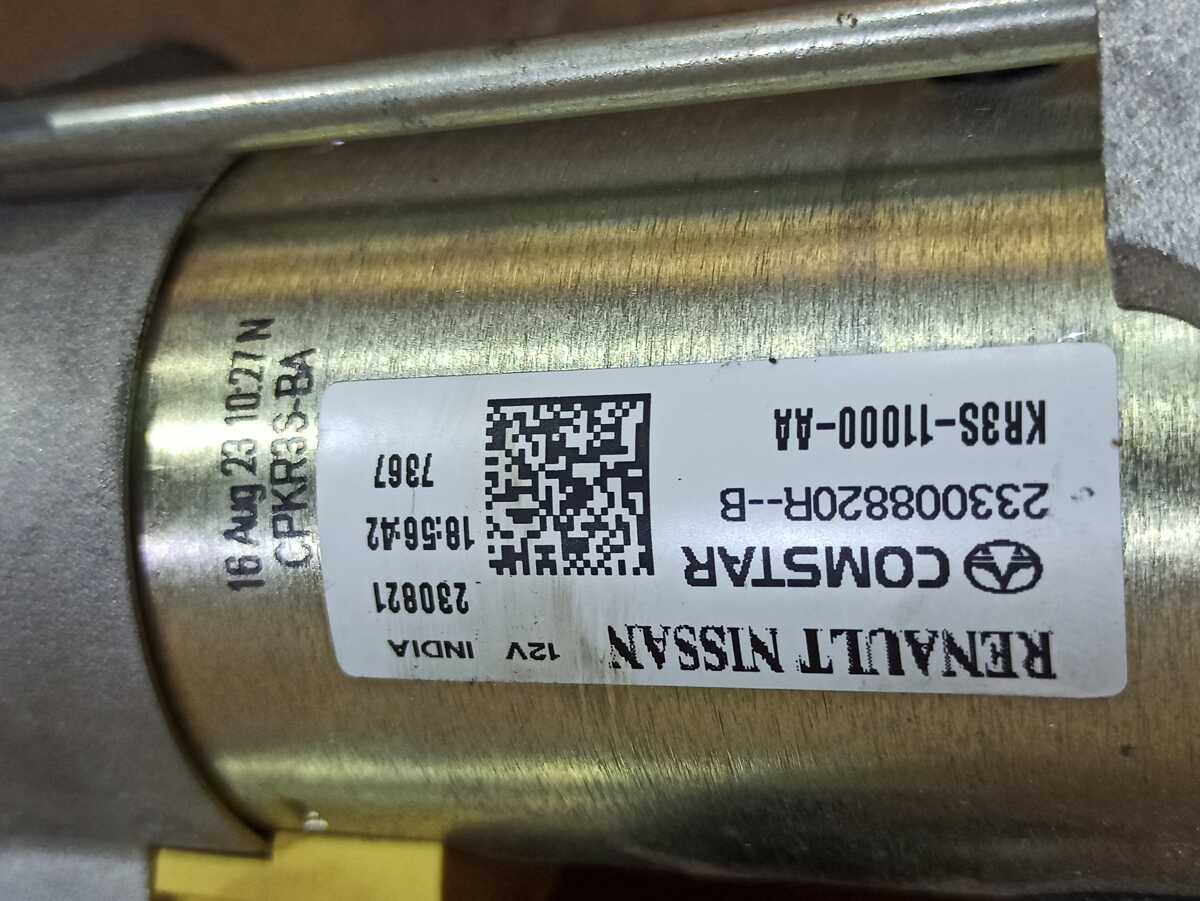 RENAULT NISSAN 12V INDIA
COMSTAR
230821
233008820R--B
18:56:42
KR3S-11000-AA
7367
16 Aug 23 10:27 N
CPKR3S-BA